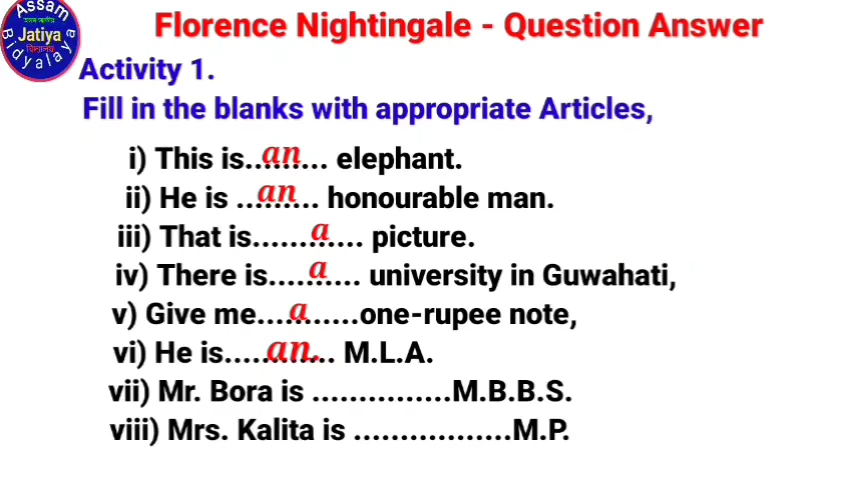 Assam
Jatiya
Bidyalaya
Florence Nightingale - Question Answer
Activity 1.
Fill in the blanks with appropriate Articles,
i) This is..an..... elephant.
ii) He is ..an..... honourable man.
iii) That is.......a..... picture.
iv) There is.....a.... university in Guwahati,
v) Give me....a......one-rupee note,
vi) He is.....an... M.L.A.
vii) Mr. Bora is ...............M.B.B.S.
viii) Mrs. Kalita is .................M.P.